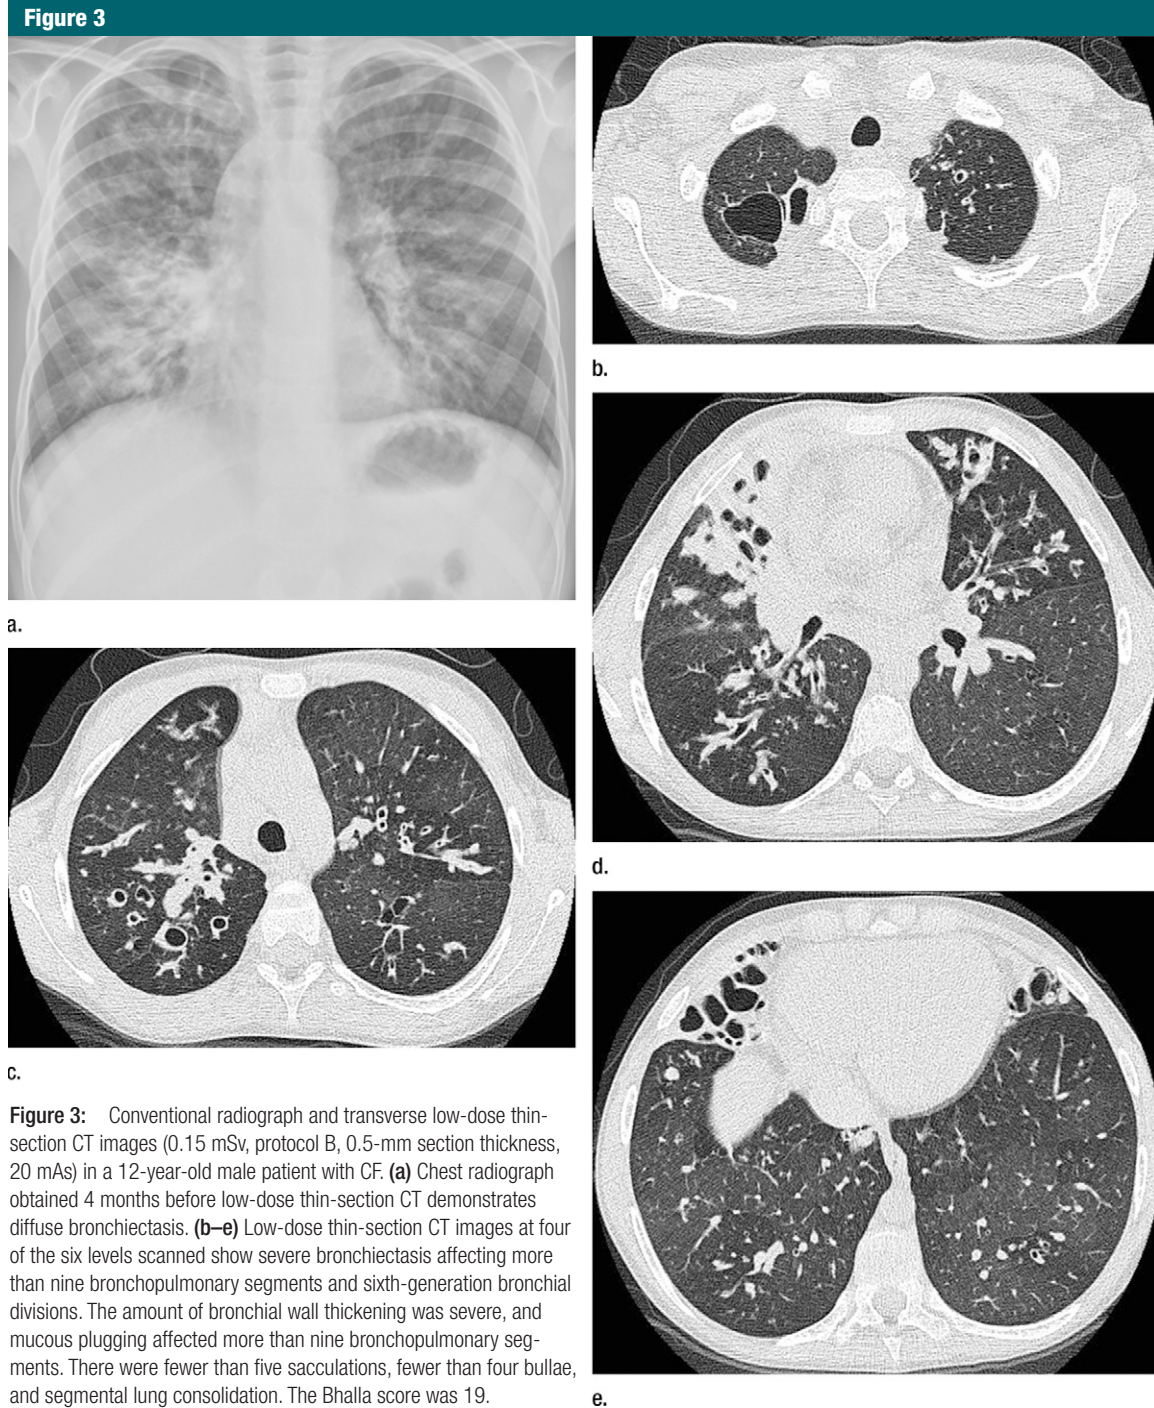 Figure 3
a.
b.
c.
d.
e.
Figure 3: Conventional radiograph and transverse low-dose thin-
section CT images (0.15 mSv, protocol B, 0.5-mm section thickness,
20 mAs) in a 12-year-old male patient with CF. (a) Chest radiograph
obtained 4 months before low-dose thin-section CT demonstrates
diffuse bronchiectasis. (b–e) Low-dose thin-section CT images at four
of the six levels scanned show severe bronchiectasis affecting more
than nine bronchopulmonary segments and sixth-generation bronchial
divisions. The amount of bronchial wall thickening was severe, and
mucous plugging affected more than nine bronchopulmonary seg-
ments. There were fewer than five sacculations, fewer than four bullae,
and segmental lung consolidation. The Bhalla score was 19.